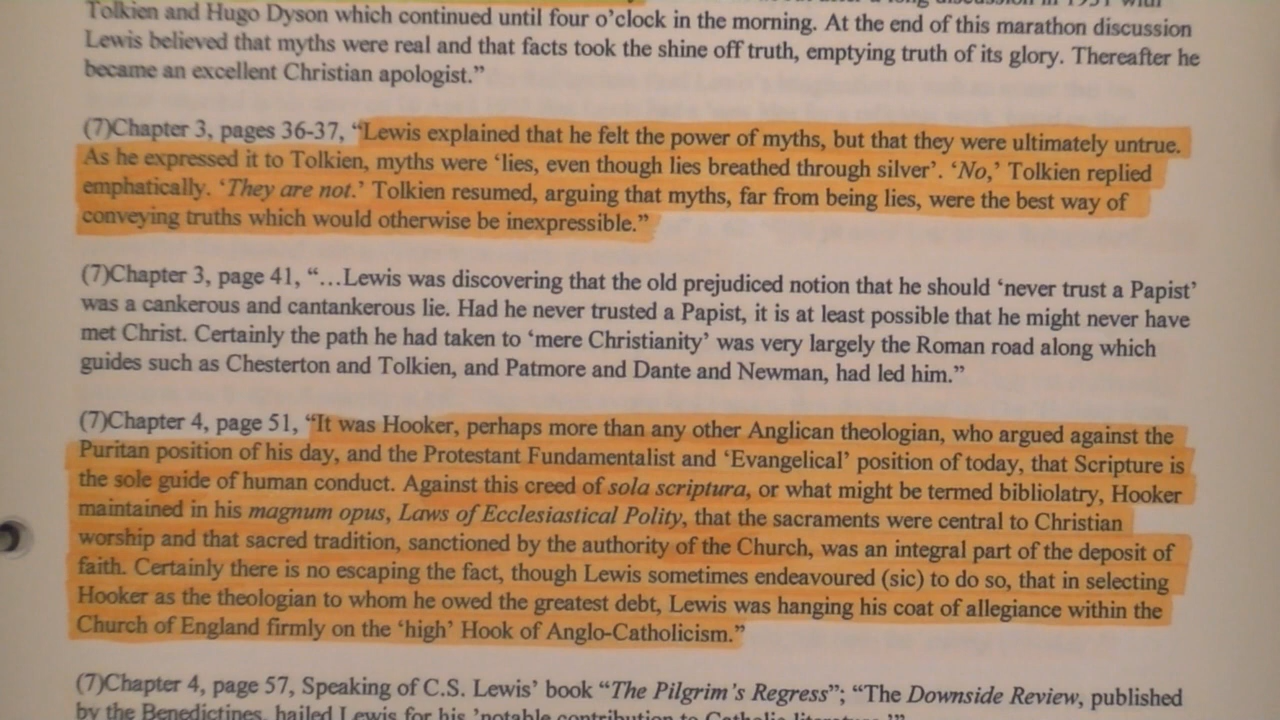 Tolkien and Hugo Dyson which continued until four o’clock in the morning. At the end of this marathon discussion
Lewis believed that myths were real and that facts took the shine off truth, emptying truth of its glory. Thereafter he
became an excellent Christian apologist.”
(7)Chapter 3, pages 36-37, “Lewis explained that he felt the power of myths, but that they were ultimately untrue.
As he expressed it to Tolkien, myths were ‘lies, even though lies breathed through silver’. ‘No,’ Tolkien replied
emphatically. ‘They are not.’ Tolkien resumed, arguing that myths, far from being lies, were the best way of
conveying truths which would otherwise be inexpressible.”
(7)Chapter 3, page 41, “…Lewis was discovering that the old prejudiced notion that he should ‘never trust a Papist’
was a cankerous and cantankerous lie. Had he never trusted a Papist, it is at least possible that he might never have
met Christ. Certainly the path he had taken to ‘mere Christianity’ was very largely the Roman road along which
guides such as Chesterton and Tolkien, and Patmore and Dante and Newman, had led him.”
(7)Chapter 4, page 51, “It was Hooker, perhaps more than any other Anglican theologian, who argued against the
Puritan position of his day, and the Protestant Fundamentalist and ‘Evangelical’ position of today, that Scripture is
the sole guide of human conduct. Against this creed of sola scriptura, or what might be termed bibliolatry, Hooker
maintained in his magnum opus, Laws of Ecclesiastical Polity, that the sacraments were central to Christian
worship and that sacred tradition, sanctioned by the authority of the Church, was an integral part of the deposit of
faith. Certainly there is no escaping the fact, though Lewis sometimes endeavoured (sic) to do so, that in selecting
Hooker as the theologian to whom he owed the greatest debt, Lewis was hanging his coat of allegiance within the
Church of England firmly on the ‘high’ Hook of Anglo-Catholicism.”
(7)Chapter 4, page 57, Speaking of C.S. Lewis’ book “The Pilgrim’s Regress”; “The Downside Review, published
by the Benedictines, hailed Lewis for his ’notable contribution to Catholic literature.’”